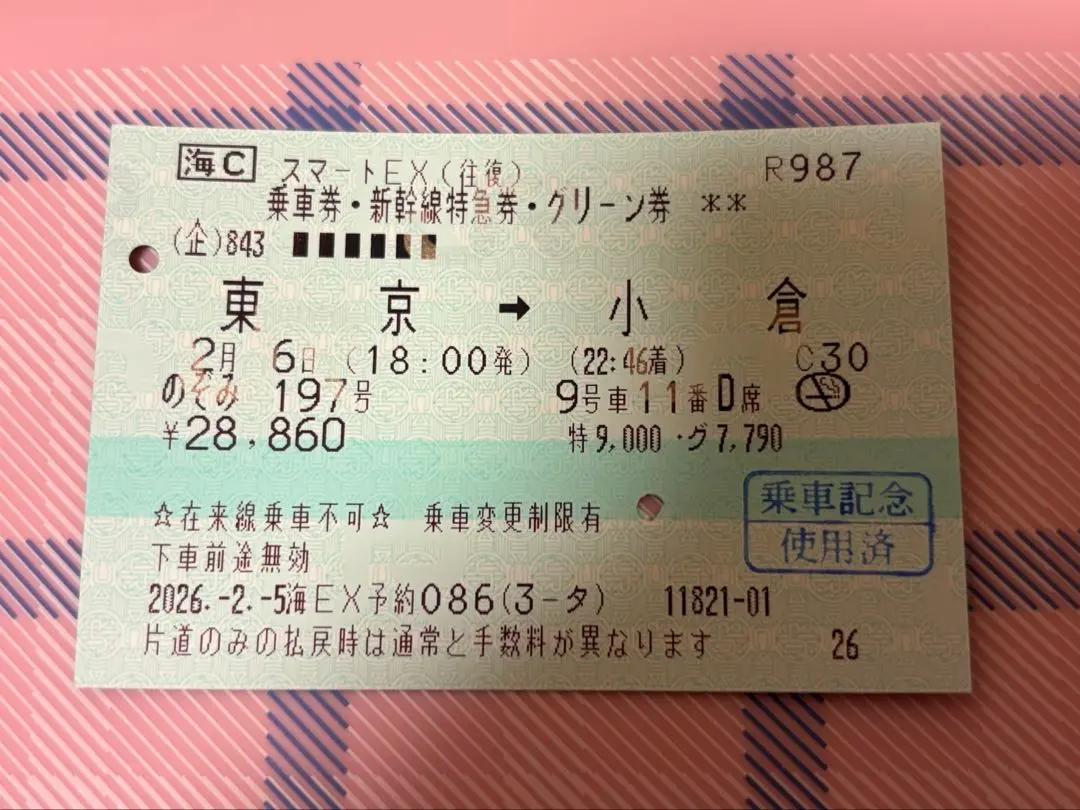 海C スマートEX(往復) R987
乗車券・新幹線特急券・グリーン券 **
(企)843 ■■■■■■
東京 → 小倉
2月 6日 (18:00発) (22:46着) C30
のぞみ 197号 9号車11番D席
¥28,860 特9,000・グ7,790
☆在来線乗車不可☆ 乗車変更制限有
下車前途無効
乗車記念
使用済
2026.-2.-5海EX予約086(3-タ) 11821-01
片道のみの払戻時は通常と手数料が異なります 26